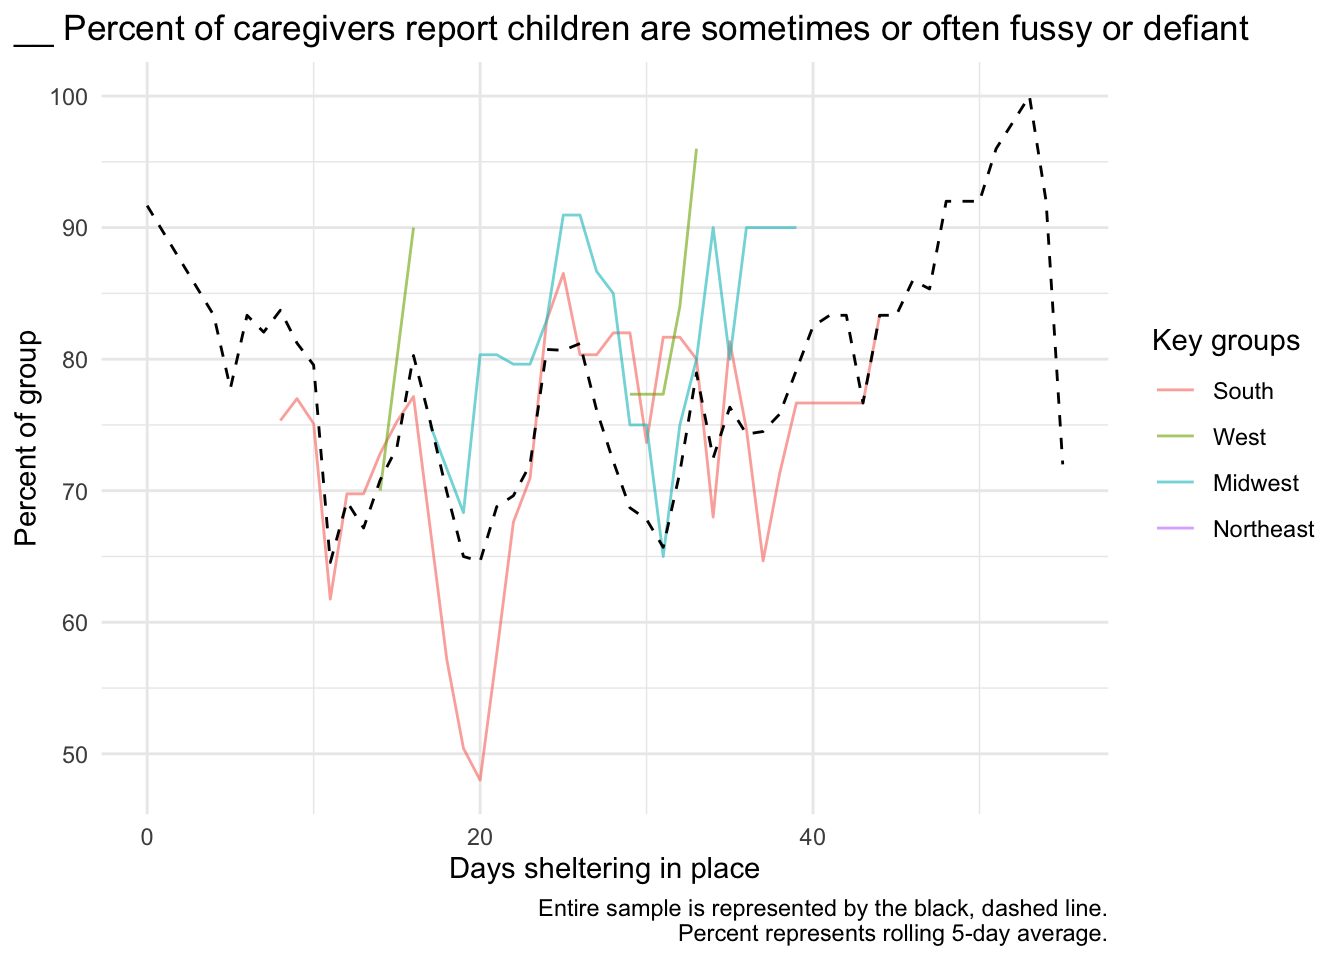 __ Percent of caregivers report children are sometimes or often fussy or defiant
100
90
80
70
60
50
Percent of group
0
20
40
Days sheltering in place
Key groups
South
West
Midwest
Northeast
Entire sample is represented by the black, dashed line.
Percent represents rolling 5-day average.